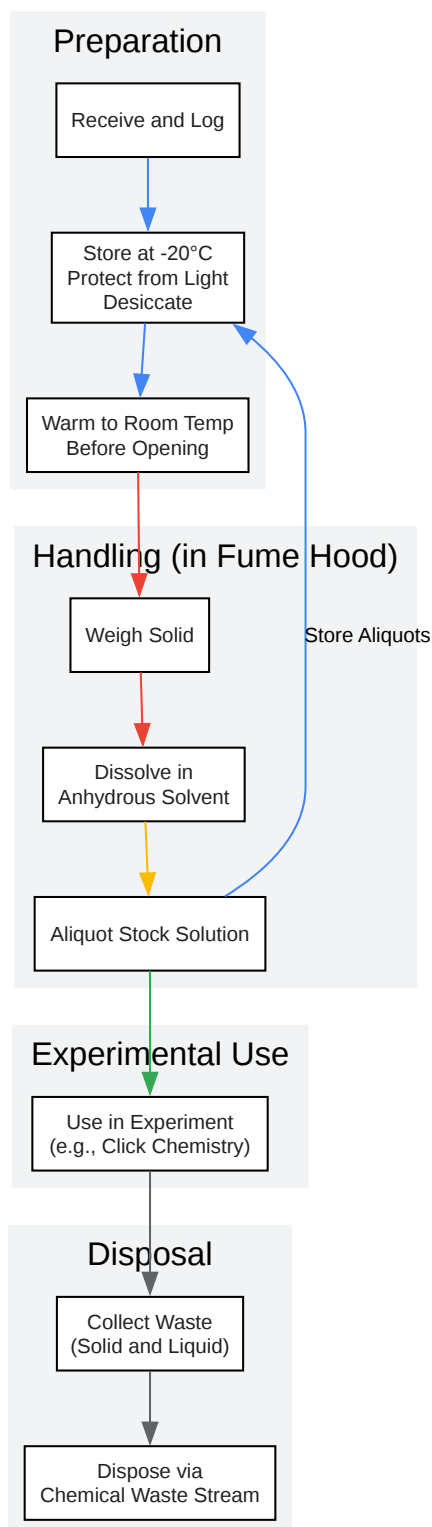 Preparation
Receive and Log
Store at -20°C
Protect from Light
Desiccate
Warm to Room Temp
Before Opening
Handling (in Fume Hood)
Weigh Solid
Store Aliquots
Dissolve in
Anhydrous Solvent
Aliquot Stock Solution
Experimental Use
Use in Experiment
(e.g., Click Chemistry)
Disposal
Collect Waste
(Solid and Liquid)
Dispose via
Chemical Waste Stream